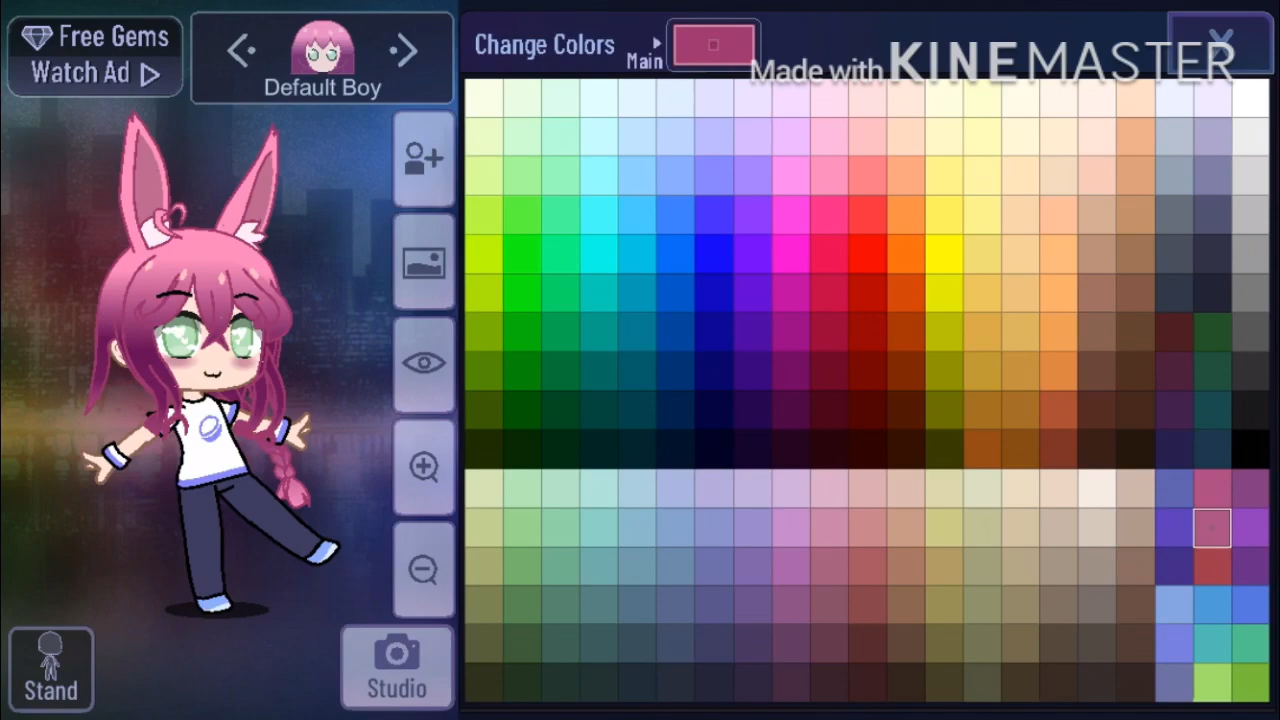 Free Gems
Watch Ad
Default Boy
Change Colors
Main
X
Made with KINEMASTER
Stand
Studio